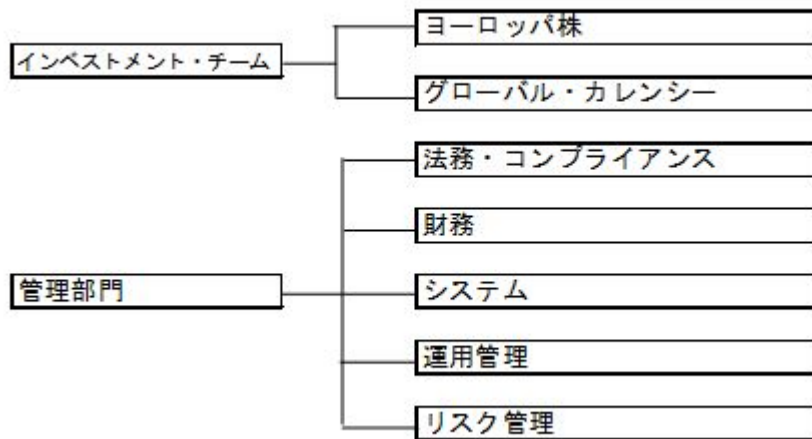 ヨーロッパ株
インベストメント・チーム
グローバル・カレンシー
法務・コンプライアンス
財務
管理部門
システム
運用管理
リスク管理